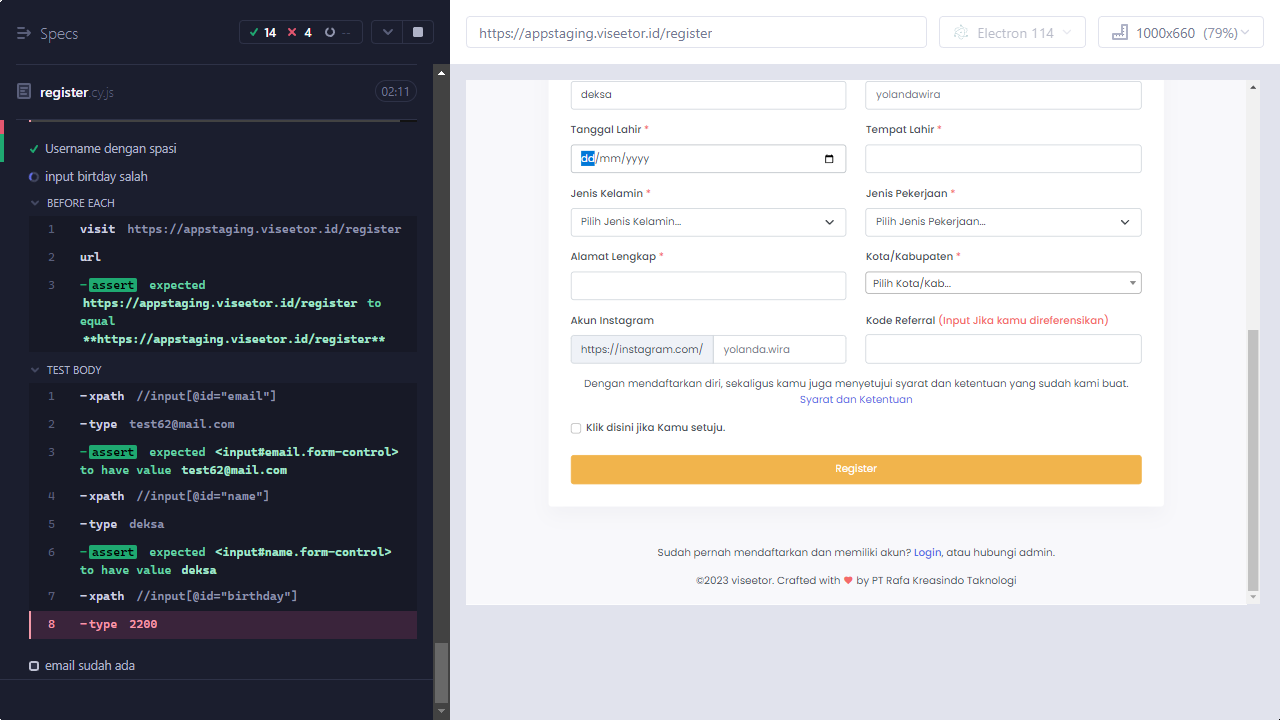 Specs
14
4
--
register.cy.js
02:11
Username dengan spasi
input birtday salah
BEFORE EACH
1 visit https://appstaging.viseetor.id/register
2 url
3 -assert expected
https://appstaging.viseetor.id/register to
equal
**https://appstaging.viseetor.id/register**
TEST BODY
1 -xpath //input[@id="email"]
2 -type test62@mail.com
3 -assert expected <input#email.form-control>
to have value test62@mail.com
4 -xpath //input[@id="name"]
5 -type deksa
6 -assert expected <input#name.form-control>
to have value deksa
7 -xpath //input[@id="birthday"]
8 -type 2200
email sudah ada
https://appstaging.viseetor.id/register
Electron 114
1000x660 (79%)
deksa
yolandawira
Tanggal Lahir *
Tempat Lahir *
dd/mm/yyyy
Jenis Kelamin *
Jenis Pekerjaan *
Pilih Jenis Kelamin...
Pilih Jenis Pekerjaan...
Alamat Lengkap *
Kota/Kabupaten *
Pilih Kota/Kab...
Akun Instagram
Kode Referral (Input Jika kamu direferensikan)
https://instagram.com/
yolanda.wira
Dengan mendaftarkan diri, sekaligus kamu juga menyetujui syarat dan ketentuan yang sudah kami buat.
Syarat dan Ketentuan
Klik disini jika Kamu setuju.
Register
Sudah pernah mendaftarkan dan memiliki akun? Login, atau hubungi admin.
©2023 viseetor. Crafted with ❤ by PT Rafa Kreasindo Taknologi